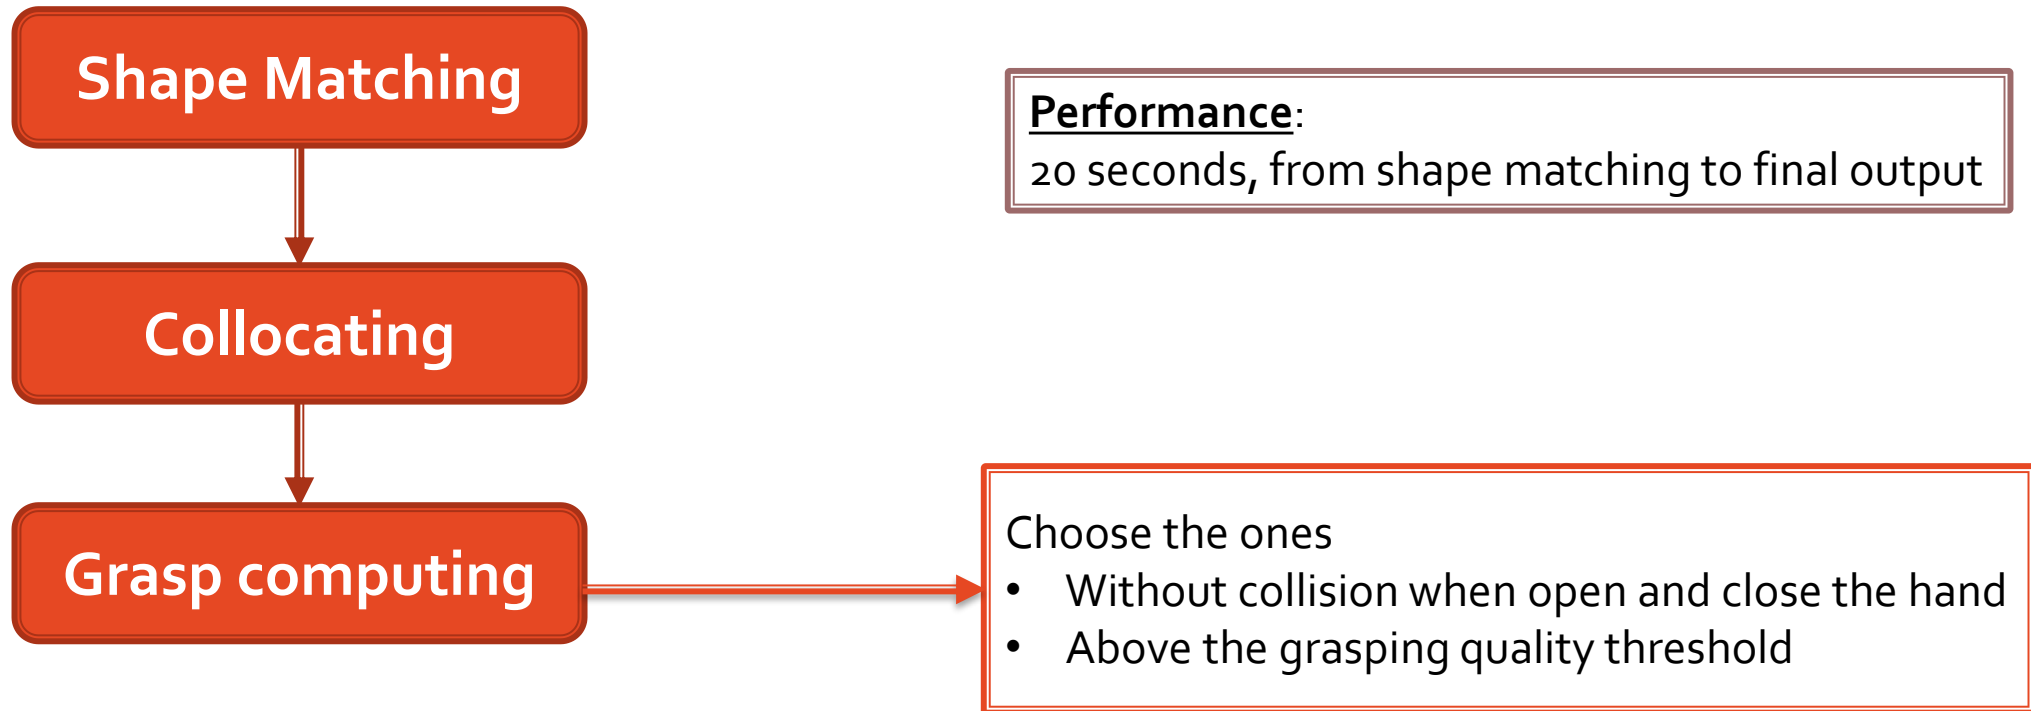 Shape Matching
Performance:
20 seconds, from shape matching to final output
Collocating
Grasp computing
Choose the ones
• Without collision when open and close the hand
• Above the grasping quality threshold